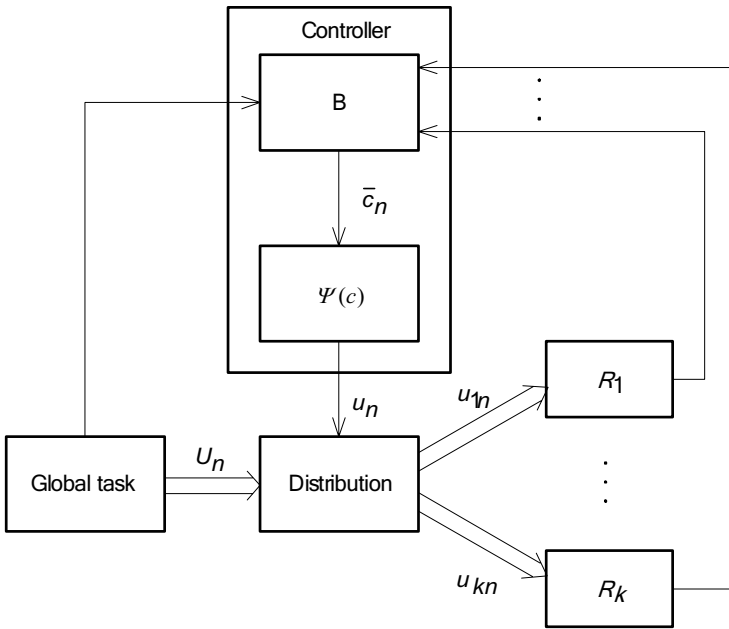 Controller
B
c̄n
Ψ(c)
un
u1n
R1
Un
Global task
Distribution
ukn
Rk